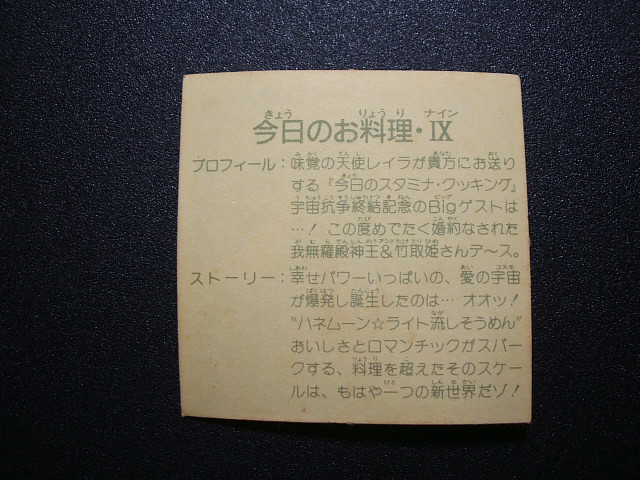 今日のお料理・IX
プロフィール：味覚の天使レイラが貴方にお送り
する『今日のスタミナ・クッキング』
宇宙抗争終結記念のBigゲストは
…！ この度めでたく婚約なされた
我無羅殿神王&竹取姫さんデ～ス。
ストーリー：幸せパワーいっぱいの、愛の宇宙
が爆発し誕生したのは… オオッ！
“ハネムーン☆ライト流しそうめん”
おいしさとロマンチックがスパー
クする、料理を超えたそのスケー
ルは、もはや一つの新世界だゾ！